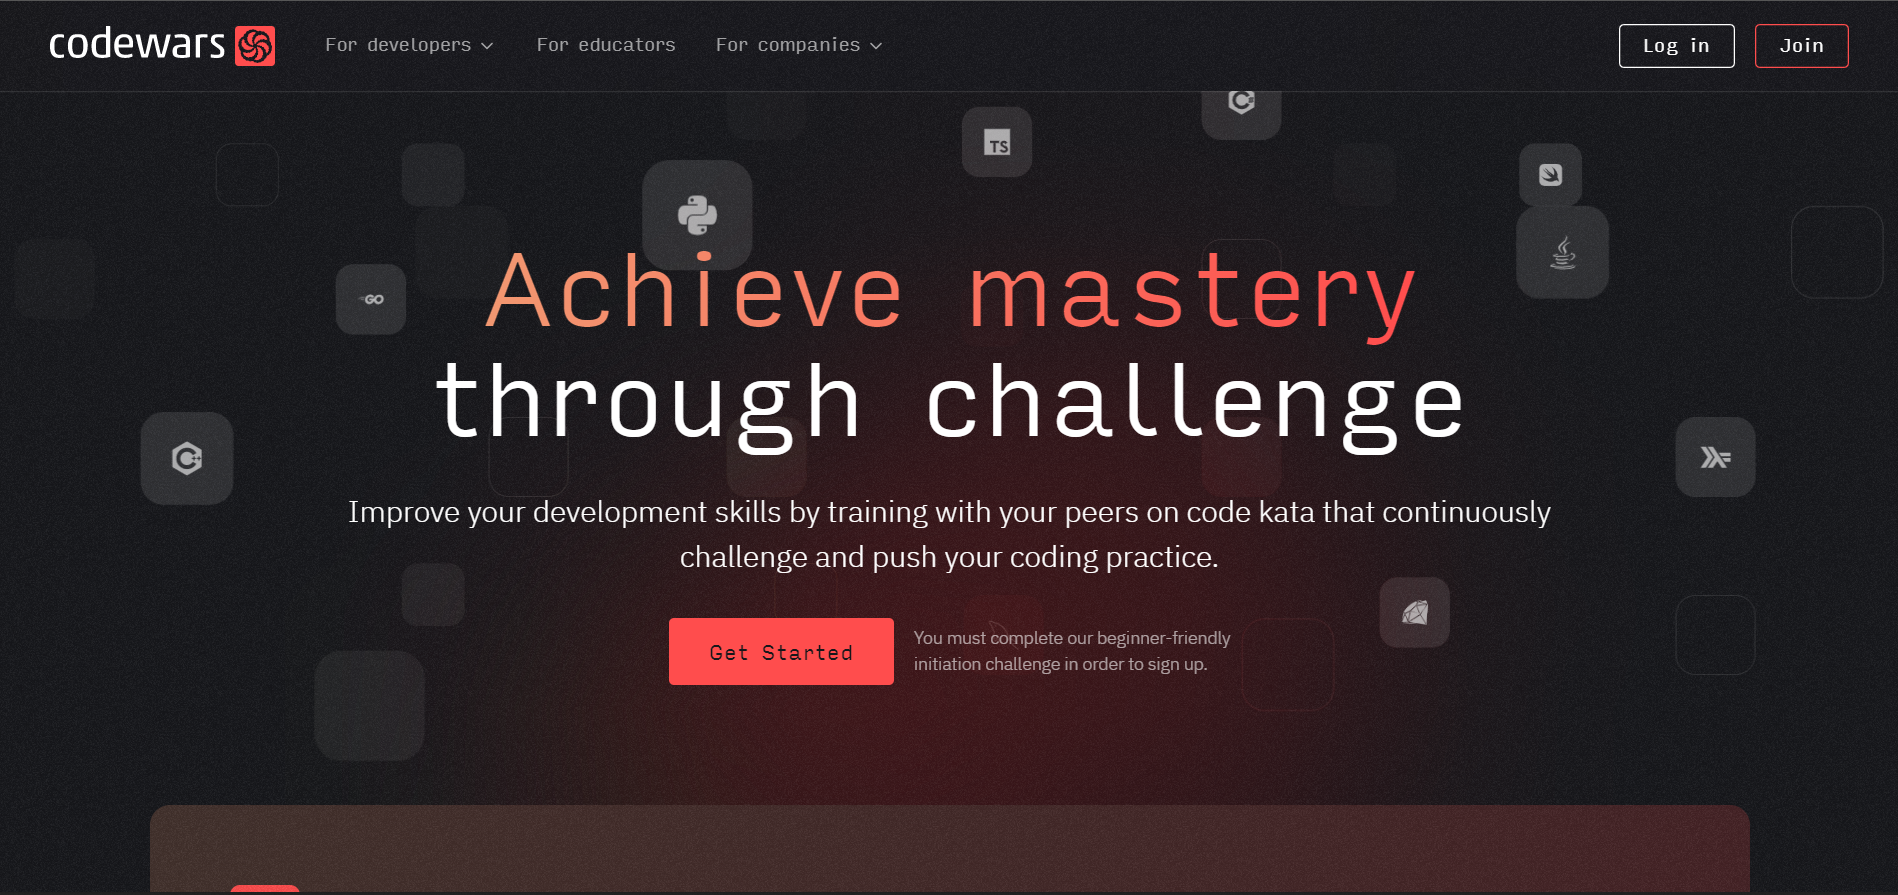 codewars
For developers
For educators
For companies
Log in
Join
TS
GO
C++
Achieve mastery
through challenge
Improve your development skills by training with your peers on code kata that continuously
challenge and push your coding practice.
Get Started
You must complete our beginner-friendly
initiation challenge in order to sign up.